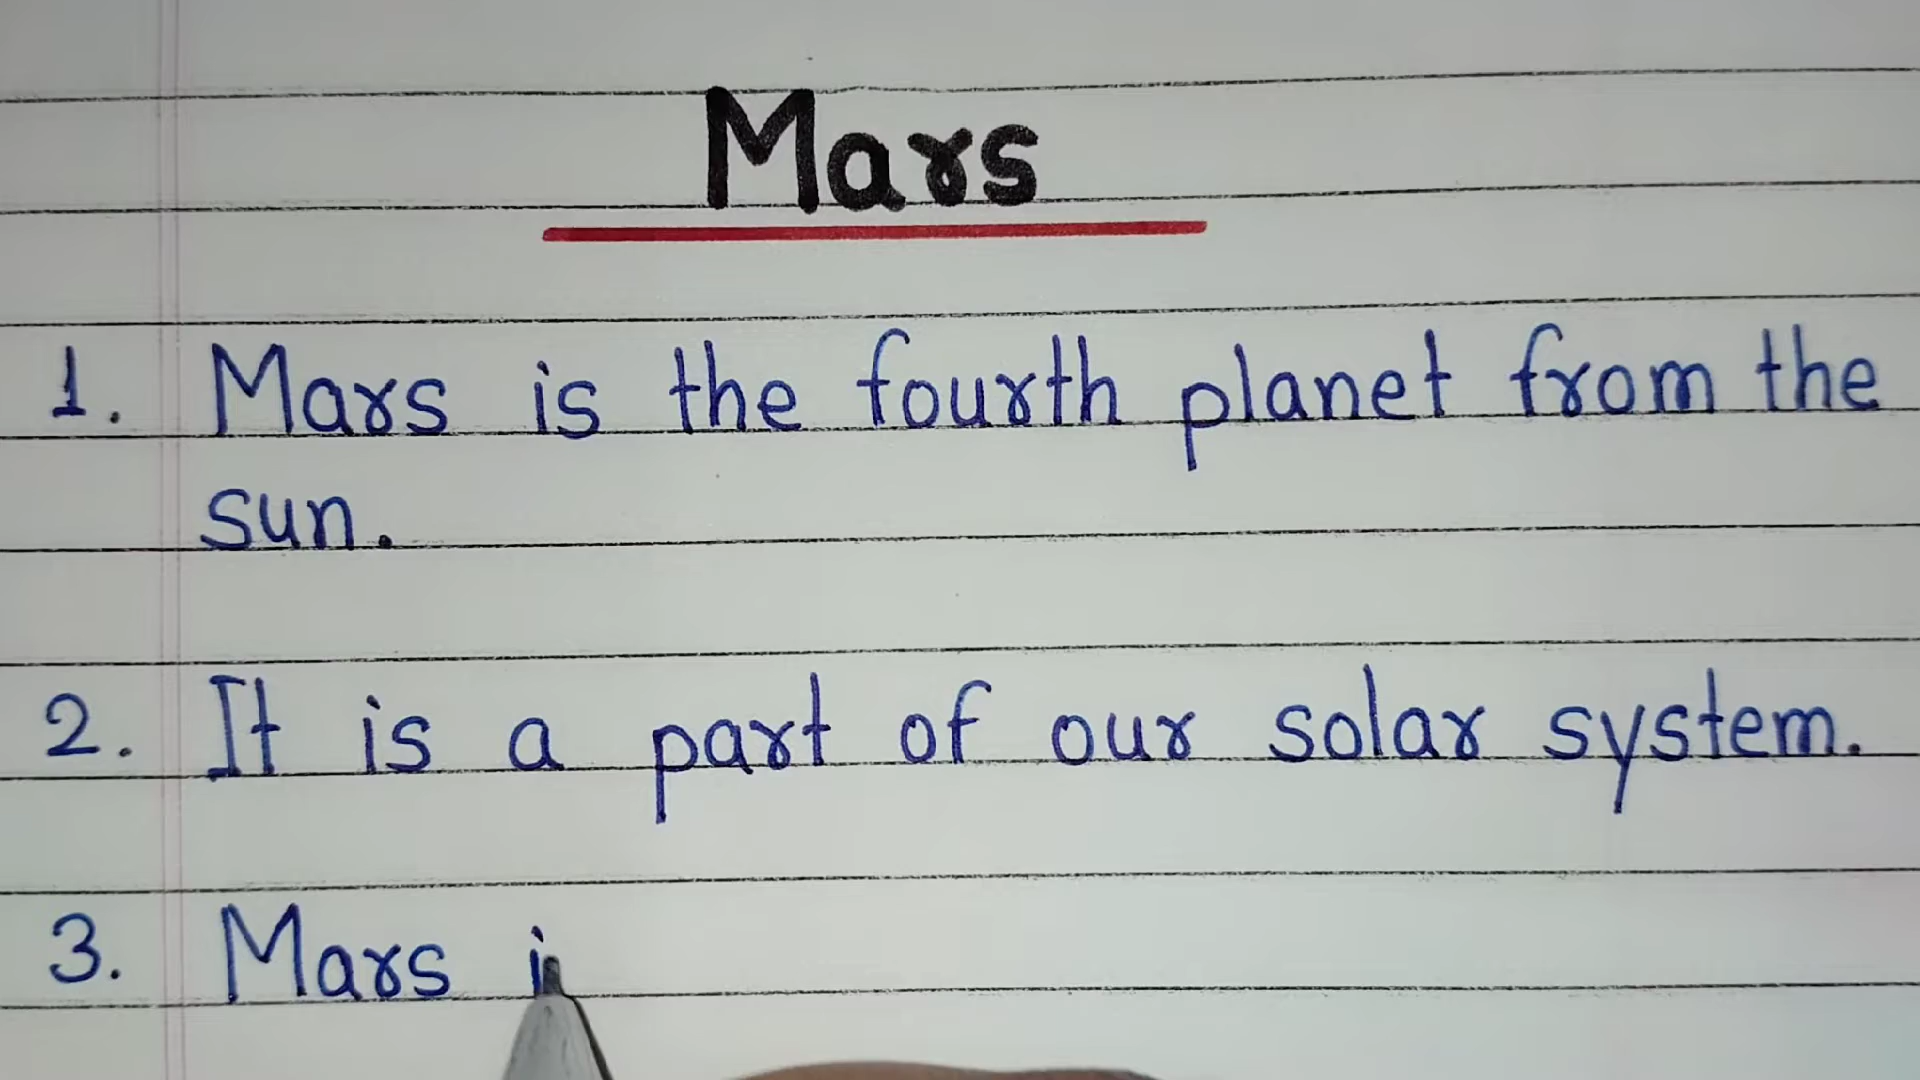 Mars
1. Mars is the fourth planet from the
sun.
2. It is a part of our solar system.
3. Mars i